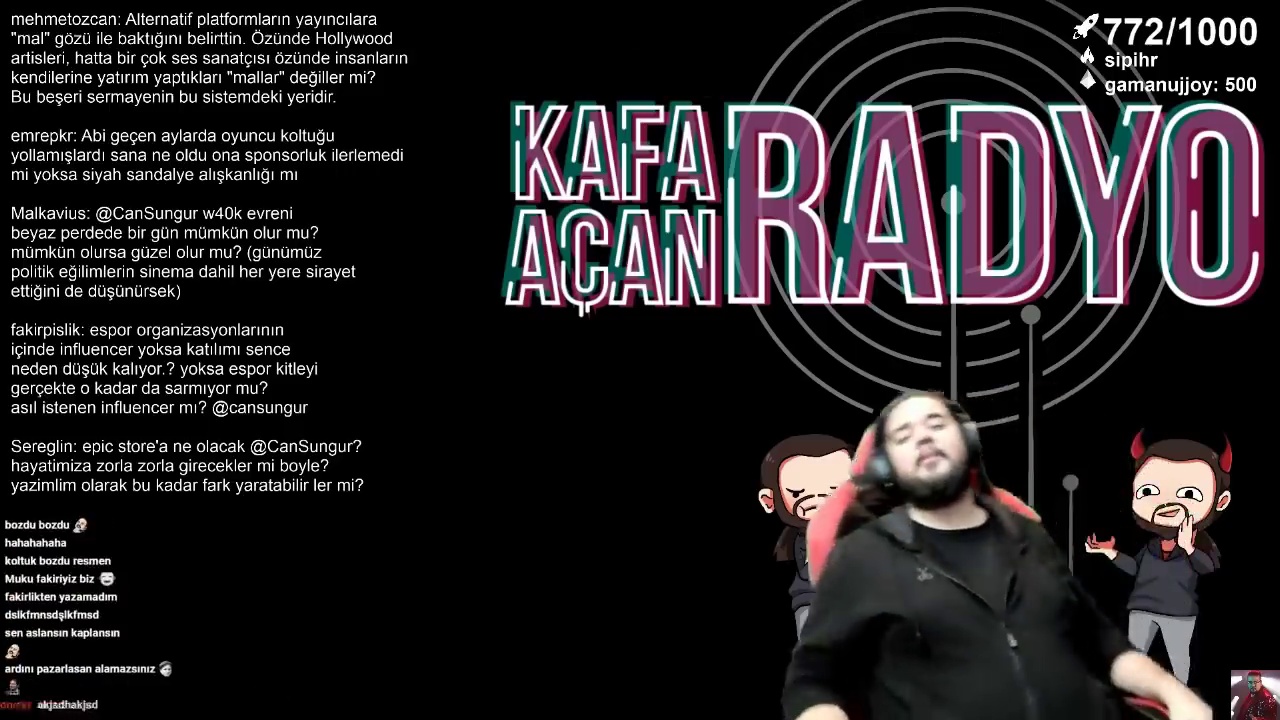 mehmetozcan: Alternatif platformların yayıncılara
"mal" gözü ile baktığını belirttin. Özünde Hollywood
artisleri, hatta bir çok ses sanatçısı özünde insanların
kendilerine yatırım yaptıkları "mallar" değiller mi?
Bu beşeri sermayenin bu sistemdeki yeridir.
emrepkr: Abi geçen aylarda oyuncu koltuğu
yollamışlardı sana ne oldu ona sponsorluk ilerlemedi
mi yoksa siyah sandalye alışkanlığı mı
Malkavius: @CanSungur w40k evreni
beyaz perdede bir gün mümkün olur mu?
mümkün olursa güzel olur mu? (günümüz
politik eğilimlerin sinema dahil her yere sirayet
ettiğini de düşünürsek)
fakirpislik: espor organizasyonlarının
içinde influencer yoksa katılımı sence
neden düşük kalıyor.? yoksa espor kitleyi
gerçekte o kadar da sarmıyor mu?
asıl istenen influencer mı? @cansungur
Sereglin: epic store'a ne olacak @CanSungur?
hayatimiza zorla zorla girecekler mi boyle?
yazimlim olarak bu kadar fark yaratabilir ler mi?
bozdu bozdu
hahahahaha
koltuk bozdu resmen
Muku fakiriyiz biz
fakirlikten yazamadım
dslkfmnsdşlkfmsd
sen aslansın kaplansın
ardını pazarlasan alamazsınız
akjsdhakjsd
772/1000
sipihr
gamanujjoy: 500
KAFA
AÇAN
RADYO